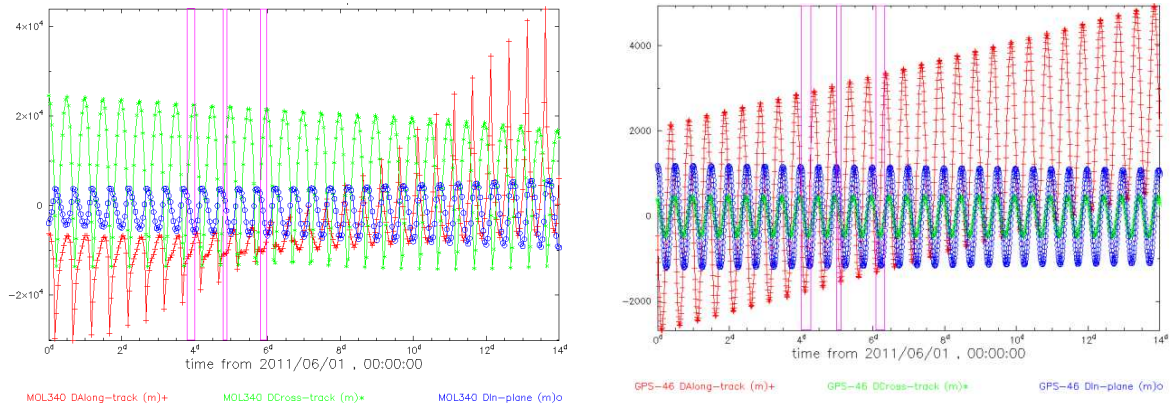 4×10⁴
2×10⁴
0
−2×10⁴
0ᵈ 2ᵈ 4ᵈ 6ᵈ 8ᵈ 10ᵈ 12ᵈ 14ᵈ
time from 2011/06/01 , 00:00:00
MOL340 DAlong−track (m)+ MOL340 DCross−track (m)* MOL340 DIn−plane (m)o
4000
2000
0
−2000
0ᵈ 2ᵈ 4ᵈ 6ᵈ 8ᵈ 10ᵈ 12ᵈ 14ᵈ
time from 2011/06/01 , 00:00:00
GPS−46 DAlong−track (m)+ GPS−46 DCross−track (m)* GPS−46 DIn−plane (m)o